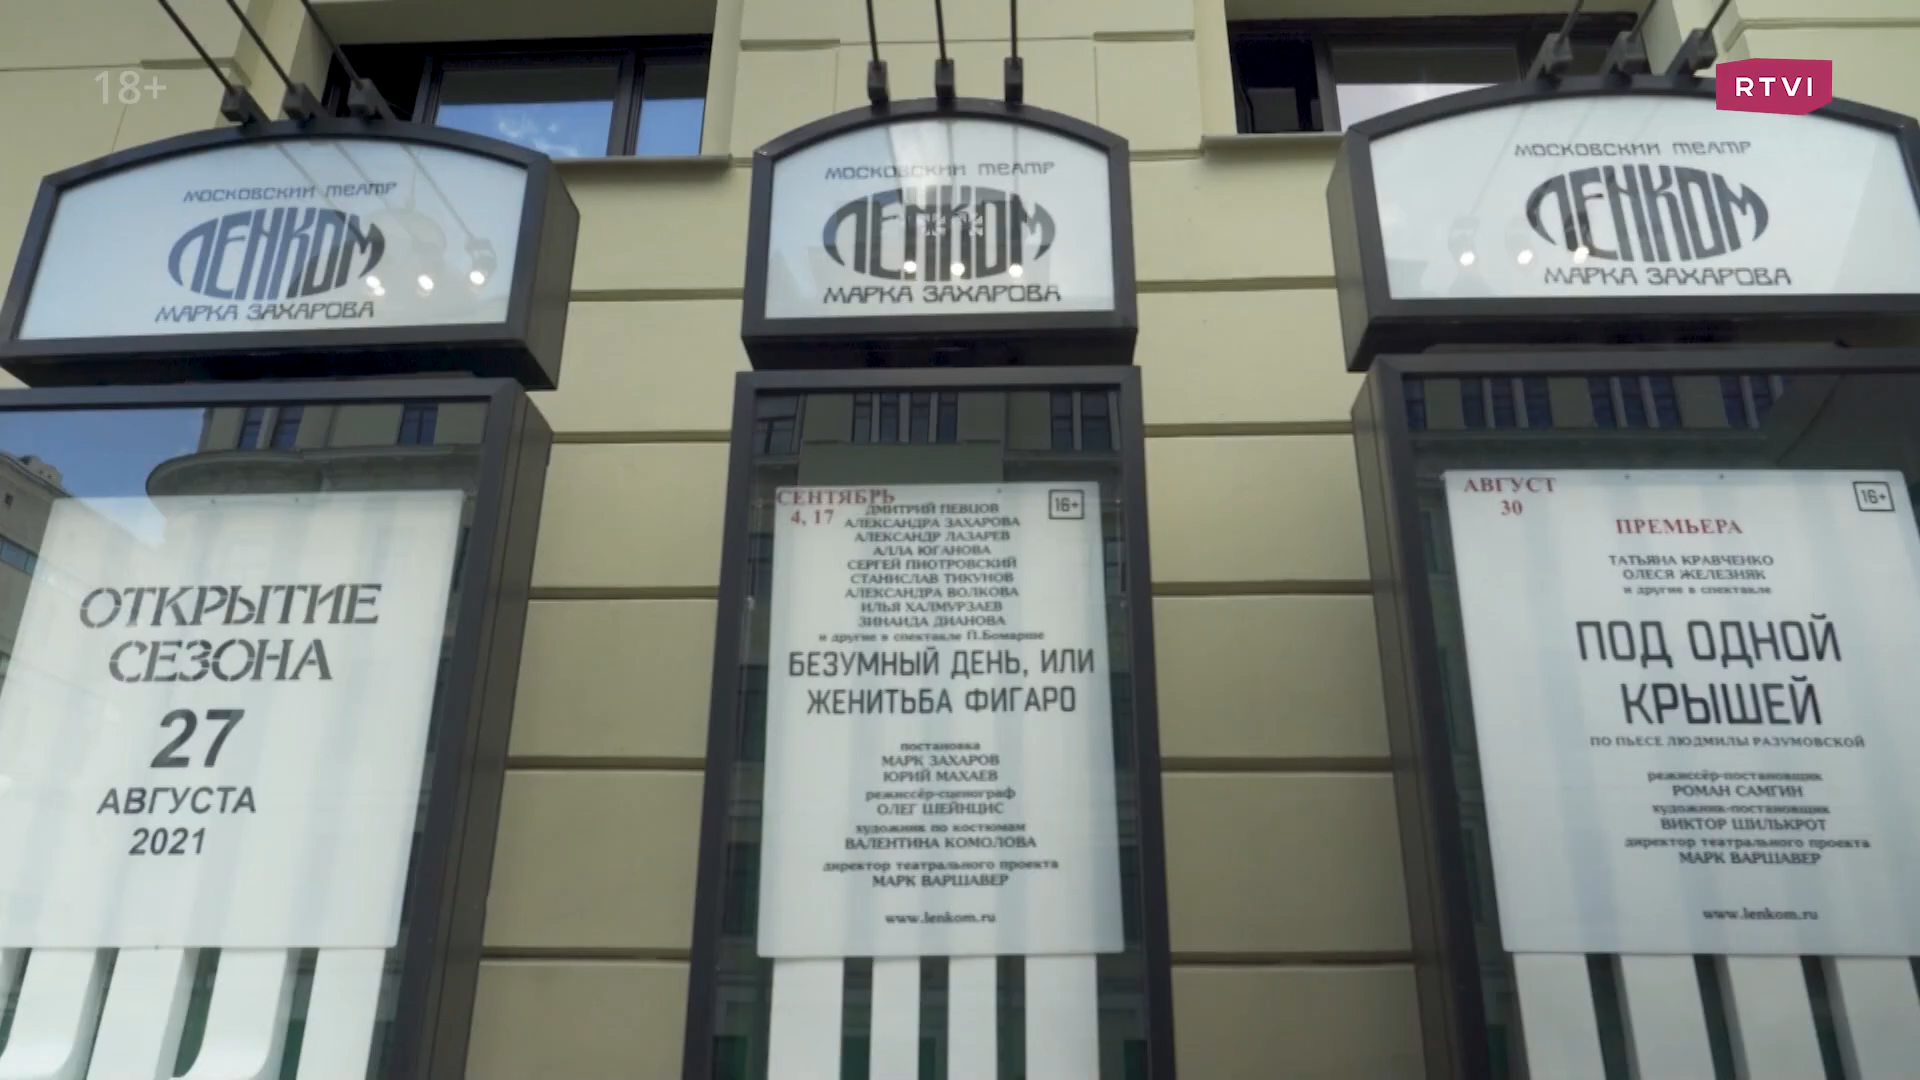 18+
RTVI
МОСКОВСКИЙ ТЕАТР
ЛЕНКОМ
МАРКА ЗАХАРОВА
ОТКРЫТИЕ
СЕЗОНА
27
АВГУСТА
2021
МОСКОВСКИЙ ТЕАТР
ЛЕНКОМ
МАРКА ЗАХАРОВА
СЕНТЯБРЬ
4, 17
16+
ДМИТРИЙ ПЕВЦОВ
АЛЕКСАНДРА ЗАХАРОВА
АЛЕКСАНДР ЛАЗАРЕВ
АЛЛА ЮГАНОВА
СЕРГЕЙ ПИОТРОВСКИЙ
СТАНИСЛАВ ТИКУНОВ
АЛЕКСАНДРА ВОЛКОВА
ИЛЬЯ ХАЛМУРЗАЕВ
ЗИНАИДА ДИАНОВА
и другие в спектакле П.Бомарше
БЕЗУМНЫЙ ДЕНЬ, ИЛИ
ЖЕНИТЬБА ФИГАРО
постановка
МАРК ЗАХАРОВ
ЮРИЙ МАХАЕВ
режиссёр-сценограф
ОЛЕГ ШЕЙНЦИС
художник по костюмам
ВАЛЕНТИНА КОМОЛОВА
директор театрального проекта
МАРК ВАРШАВЕР
www.lenkom.ru
МОСКОВСКИЙ ТЕАТР
ЛЕНКОМ
МАРКА ЗАХАРОВА
АВГУСТ
30
16+
ПРЕМЬЕРА
ТАТЬЯНА КРАВЧЕНКО
ОЛЕСЯ ЖЕЛЕЗНЯК
и другие в спектакле
ПОД ОДНОЙ
КРЫШЕЙ
ПО ПЬЕСЕ ЛЮДМИЛЫ РАЗУМОВСКОЙ
режиссёр-постановщик
РОМАН САМГИН
художник-постановщик
ВИКТОР ШИЛЬКРОТ
директор театрального проекта
МАРК ВАРШАВЕР
www.lenkom.ru